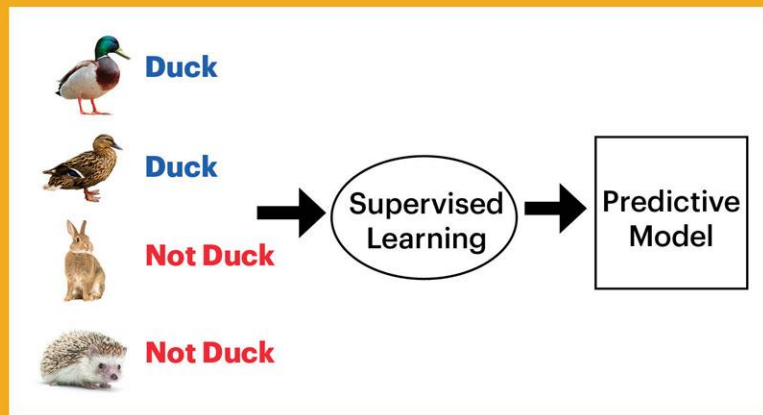 Duck
Duck
Not Duck
Not Duck
Supervised
Learning
Predictive
Model